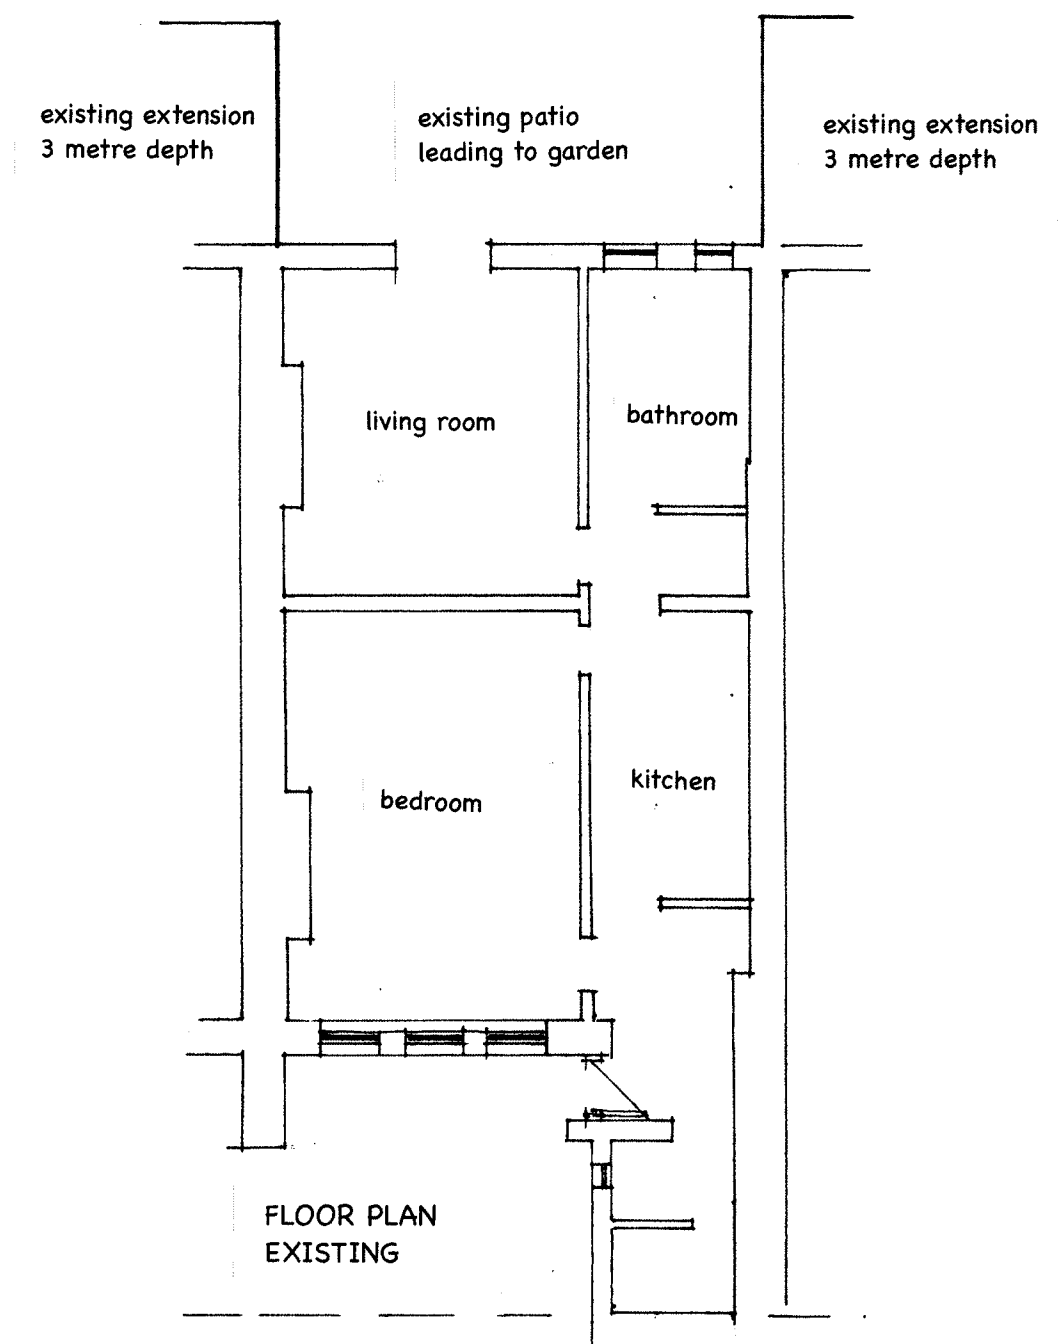 existing extension
3 metre depth
existing patio
leading to garden
existing extension
3 metre depth
living room
bathroom
bedroom
kitchen
FLOOR PLAN
EXISTING